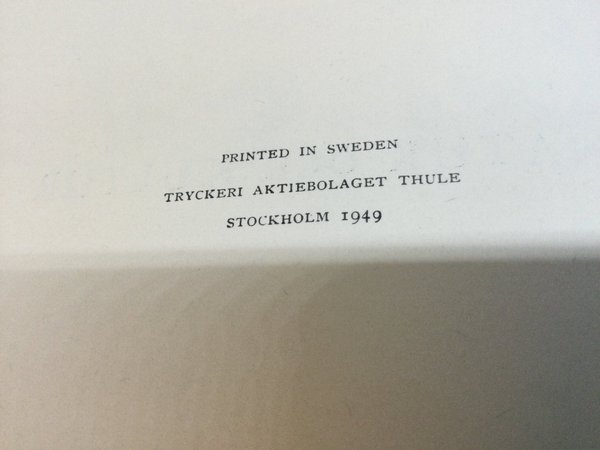 PRINTED IN SWEDEN
TRYCKERI AKTIEBOLAGET THULE
STOCKHOLM 1949